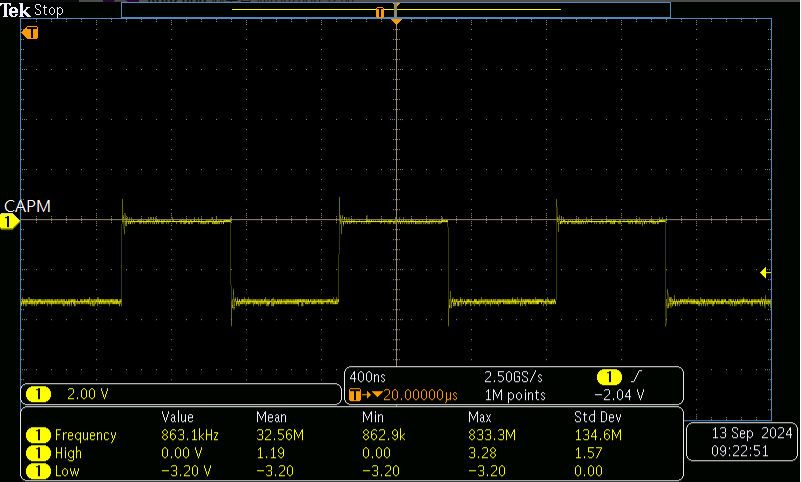 Tek Stop
T
T
CAPM
1
400ns 2.50GS/s 1 ∫
1 2.00 V T→▼20.00000µs 1M points −2.04 V
Value Mean Min Max Std Dev
1 Frequency 863.1kHz 32.56M 862.9k 833.3M 134.6M
1 High 0.00 V 1.19 0.00 3.28 1.57
1 Low −3.20 V −3.20 −3.20 −3.20 0.00
13 Sep 2024
09:22:51